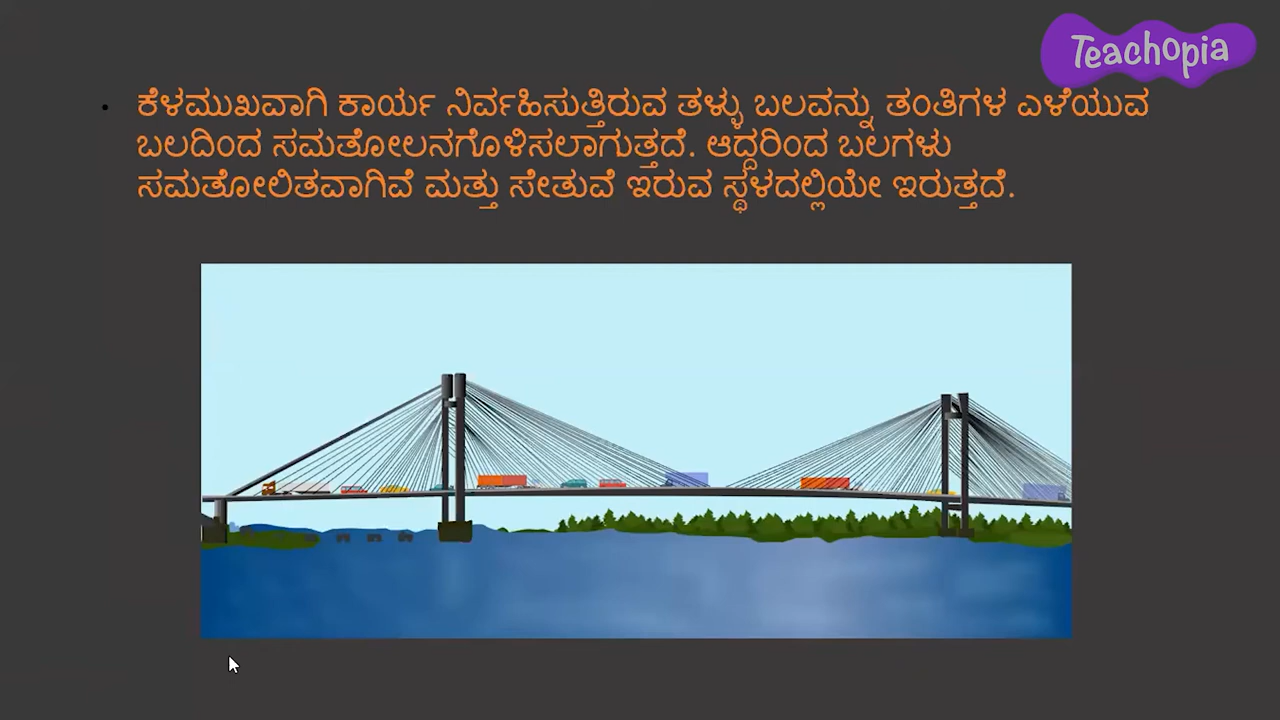 Teachopia
ಕೆಳಮುಖವಾಗಿ ಕಾರ್ಯ ನಿರ್ವಹಿಸುತ್ತಿರುವ ತಳ್ಳು ಬಲವನ್ನು ತಂತಿಗಳ ಎಳೆಯುವ
ಬಲದಿಂದ ಸಮತೋಲನಗೊಳಿಸಲಾಗುತ್ತದೆ. ಆದ್ದರಿಂದ ಬಲಗಳು
ಸಮತೋಲಿತವಾಗಿವೆ ಮತ್ತು ಸೇತುವೆ ಇರುವ ಸ್ಥಳದಲ್ಲಿಯೇ ಇರುತ್ತದೆ.